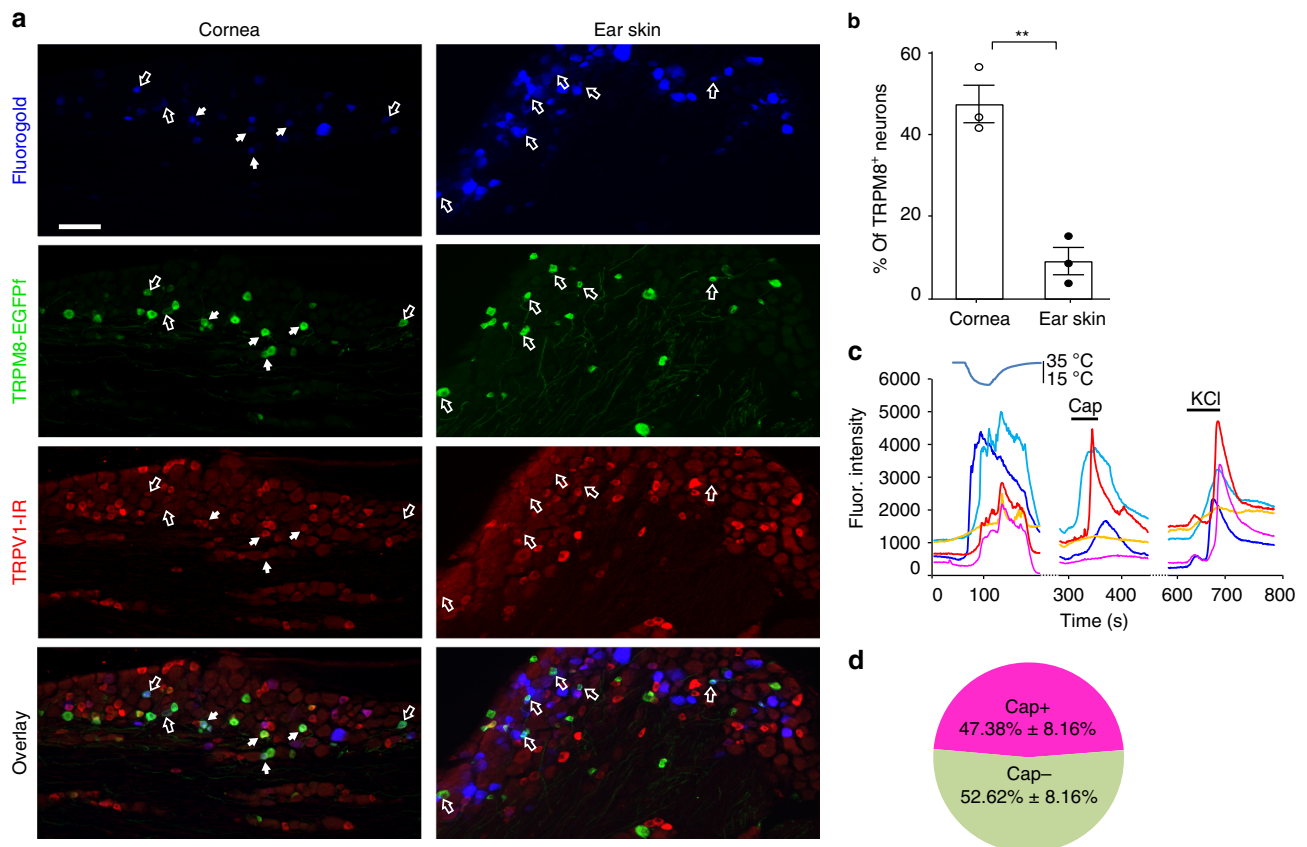 a
Cornea
Ear skin
Fluorogold
TRPM8-EGFPf
TRPV1-IR
Overlay
b
**
% Of TRPM8⁺ neurons
60
40
20
0
Cornea
Ear skin
c
35 °C
15 °C
Cap
KCl
Fluor. intensity
6000
5000
4000
3000
2000
1000
0
0 100 300 400 600 700 800
Time (s)
d
Cap+
47.38% ± 8.16%
Cap–
52.62% ± 8.16%